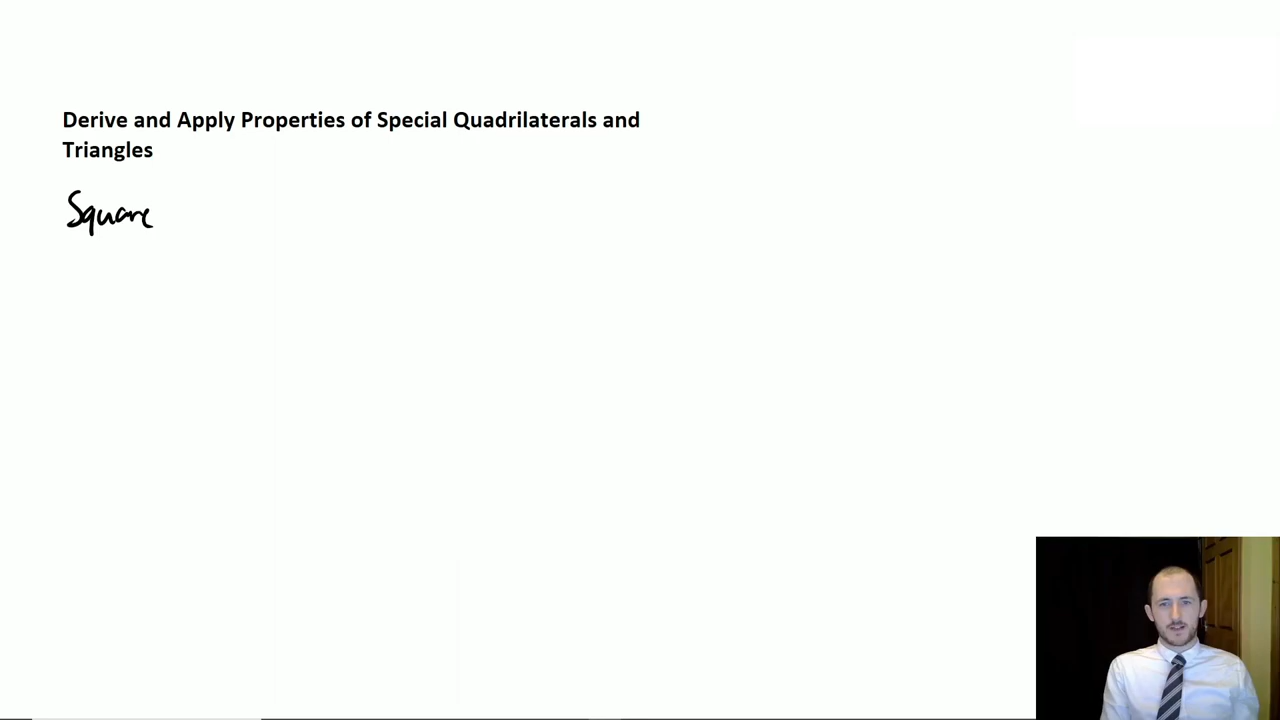 Derive and Apply Properties of Special Quadrilaterals and
Triangles
Square